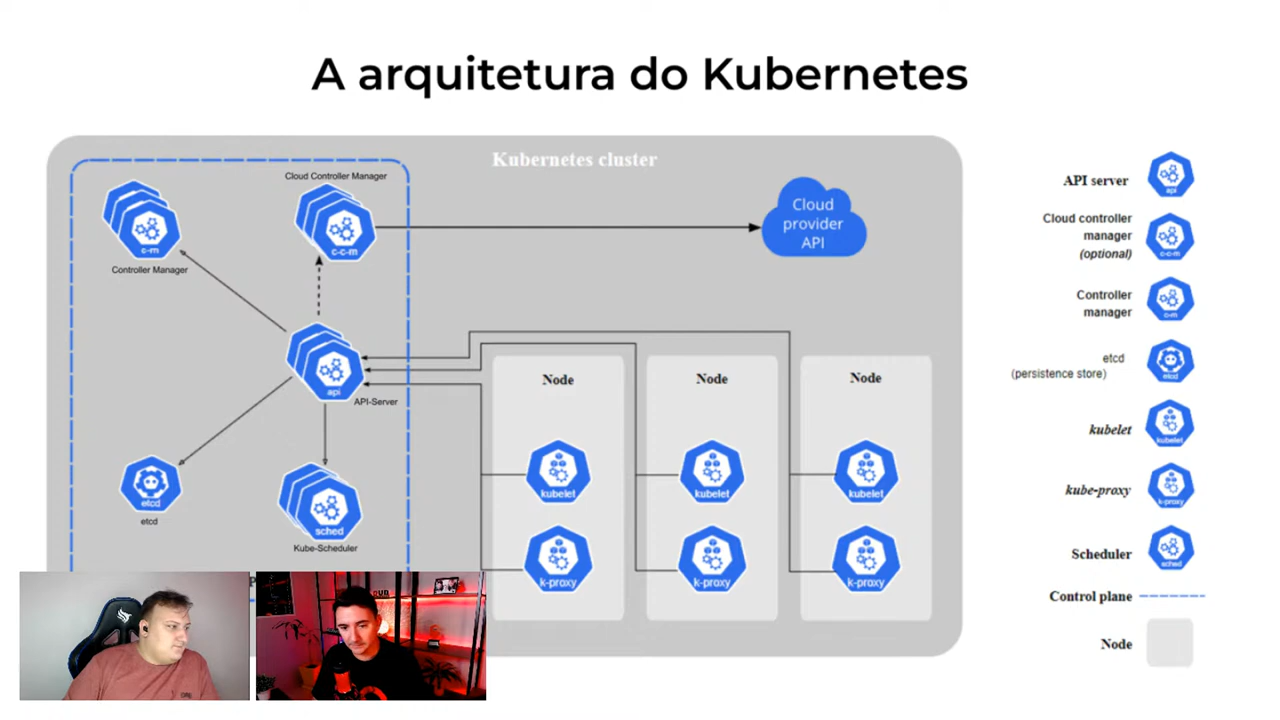 A arquitetura do Kubernetes
Kubernetes cluster
Cloud Controller Manager
c-m
c-c-m
Controller Manager
Cloud
provider
API
api
API-Server
etcd
etcd
sched
Kube-Scheduler
Node
Node
Node
kubelet
kubelet
kubelet
k-proxy
k-proxy
k-proxy
API server
api
Cloud controller
manager
(optional)
c-c-m
Controller
manager
c-m
etcd
(persistence store)
etcd
kubelet
kubelet
kube-proxy
k-proxy
Scheduler
sched
Control plane
Node